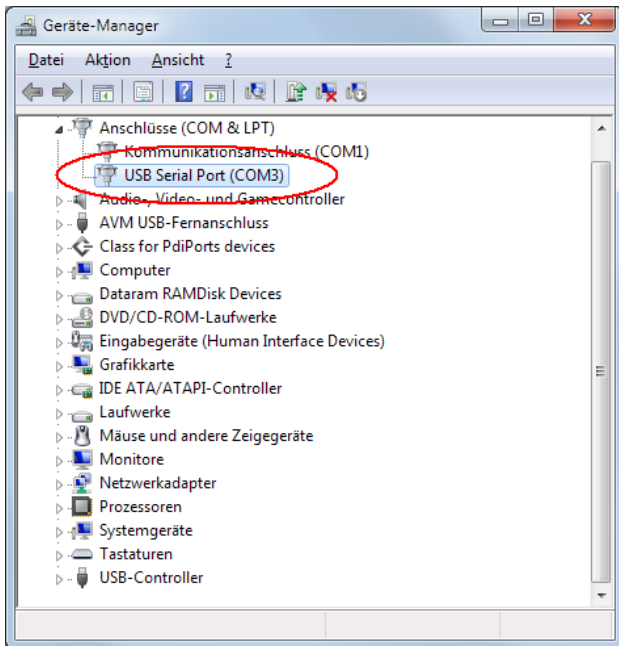 Geräte-Manager
Datei Aktion Ansicht ?
Anschlüsse (COM & LPT)
Kommunikationsanschluss (COM1)
USB Serial Port (COM3)
Audio-, Video- und Gamecontroller
AVM USB-Fernanschluss
Class for PdiPorts devices
Computer
Dataram RAMDisk Devices
DVD/CD-ROM-Laufwerke
Eingabegeräte (Human Interface Devices)
Grafikkarte
IDE ATA/ATAPI-Controller
Laufwerke
Mäuse und andere Zeigegeräte
Monitore
Netzwerkadapter
Prozessoren
Systemgeräte
Tastaturen
USB-Controller